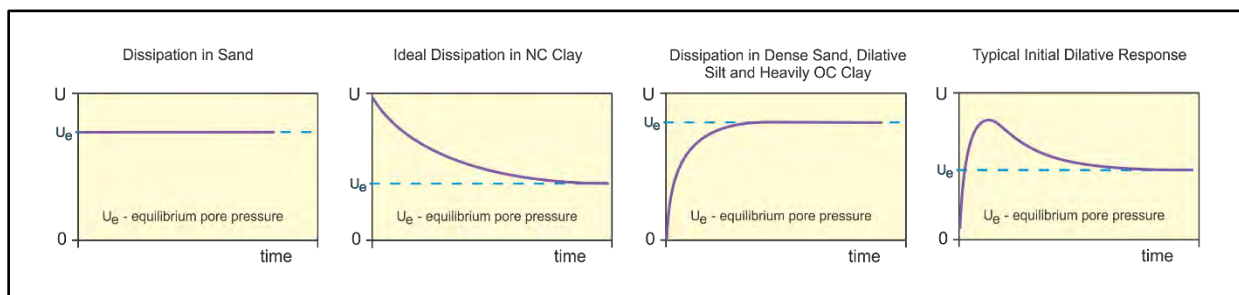 Dissipation in Sand
U
Ue
Ue - equilibrium pore pressure
0
time
Ideal Dissipation in NC Clay
U
Ue
Ue - equilibrium pore pressure
0
time
Dissipation in Dense Sand, Dilative
Silt and Heavily OC Clay
U
Ue
Ue - equilibrium pore pressure
0
time
Typical Initial Dilative Response
U
Ue
Ue - equilibrium pore pressure
0
time